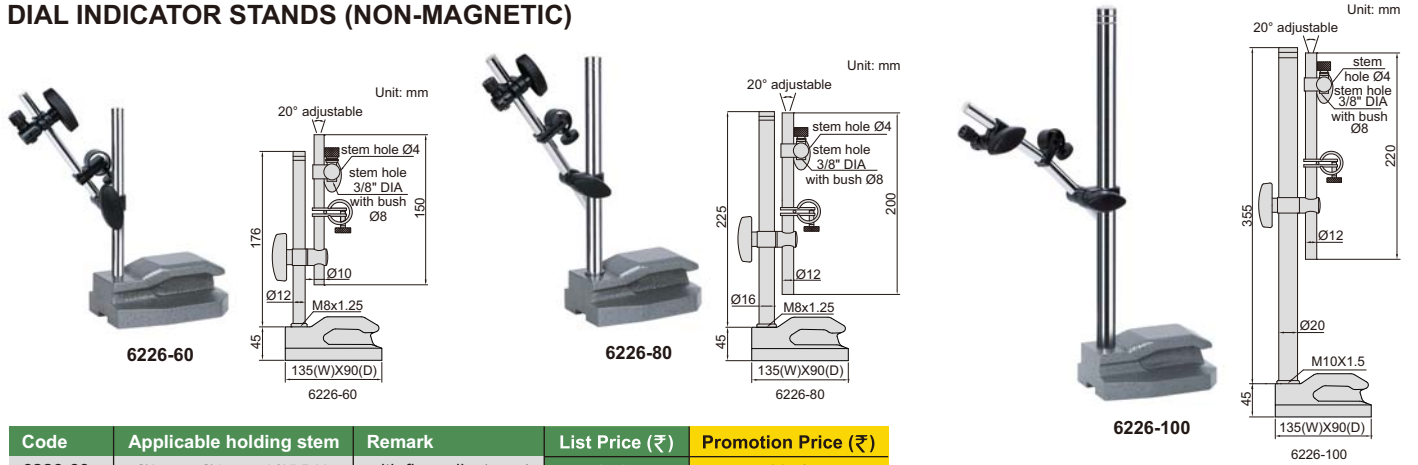 DIAL INDICATOR STANDS (NON-MAGNETIC)
Unit: mm
20° adjustable
stem hole Ø4
stem hole
3/8" DIA
with bush
Ø8
150
176
Ø10
Ø12
M8x1.25
45
135(W)X90(D)
6226-60
6226-60
Unit: mm
20° adjustable
stem hole Ø4
stem hole
3/8" DIA
with bush Ø8
225
200
Ø12
Ø16
M8x1.25
45
135(W)X90(D)
6226-80
6226-80
Unit: mm
20° adjustable
stem
hole Ø4
stem hole
3/8" DIA
with bush
Ø8
220
355
Ø12
Ø20
M10X1.5
45
135(W)X90(D)
6226-100
6226-100
Code Applicable holding stem Remark List Price (₹) Promotion Price (₹)